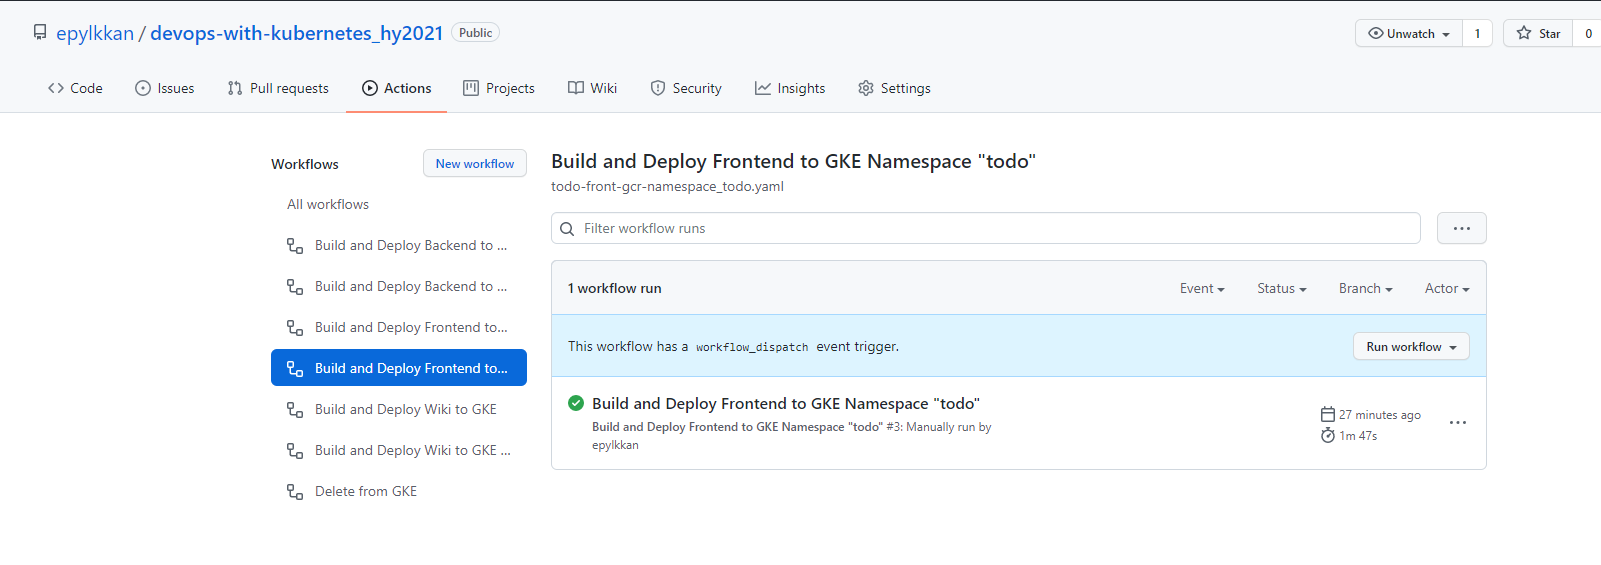 epylkkan / devops-with-kubernetes_hy2021 Public
Unwatch 1 Star 0
Code Issues Pull requests Actions Projects Wiki Security Insights Settings
Workflows New workflow
All workflows
Build and Deploy Backend to ...
Build and Deploy Backend to ...
Build and Deploy Frontend to...
Build and Deploy Frontend to...
Build and Deploy Wiki to GKE
Build and Deploy Wiki to GKE ...
Delete from GKE
Build and Deploy Frontend to GKE Namespace "todo"
todo-front-gcr-namespace_todo.yaml
Filter workflow runs
1 workflow run Event Status Branch Actor
This workflow has a workflow_dispatch event trigger. Run workflow
Build and Deploy Frontend to GKE Namespace "todo"
Build and Deploy Frontend to GKE Namespace "todo" #3: Manually run by
epylkkan
27 minutes ago
1m 47s